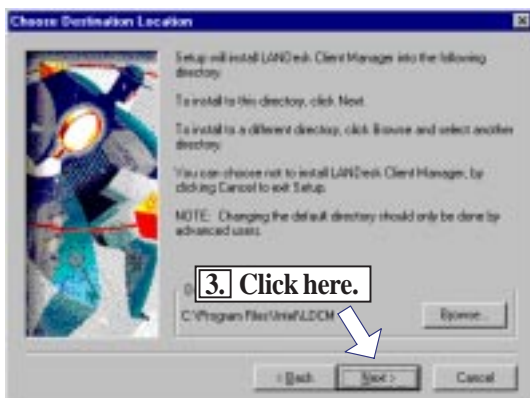 Choose Destination Location
Setup will install LANDesk Client Manager into the following
directory.
To install to this directory, click Next.
To install to a different directory, click Browse and select another
directory.
You can choose not to install LANDesk Client Manager, by
clicking Cancel to exit Setup.
NOTE: Changing the default directory should only be done by
advanced users.
3. Click here.
C:\Program Files\Intel\LDCM
Browse...
< Back
Next >
Cancel